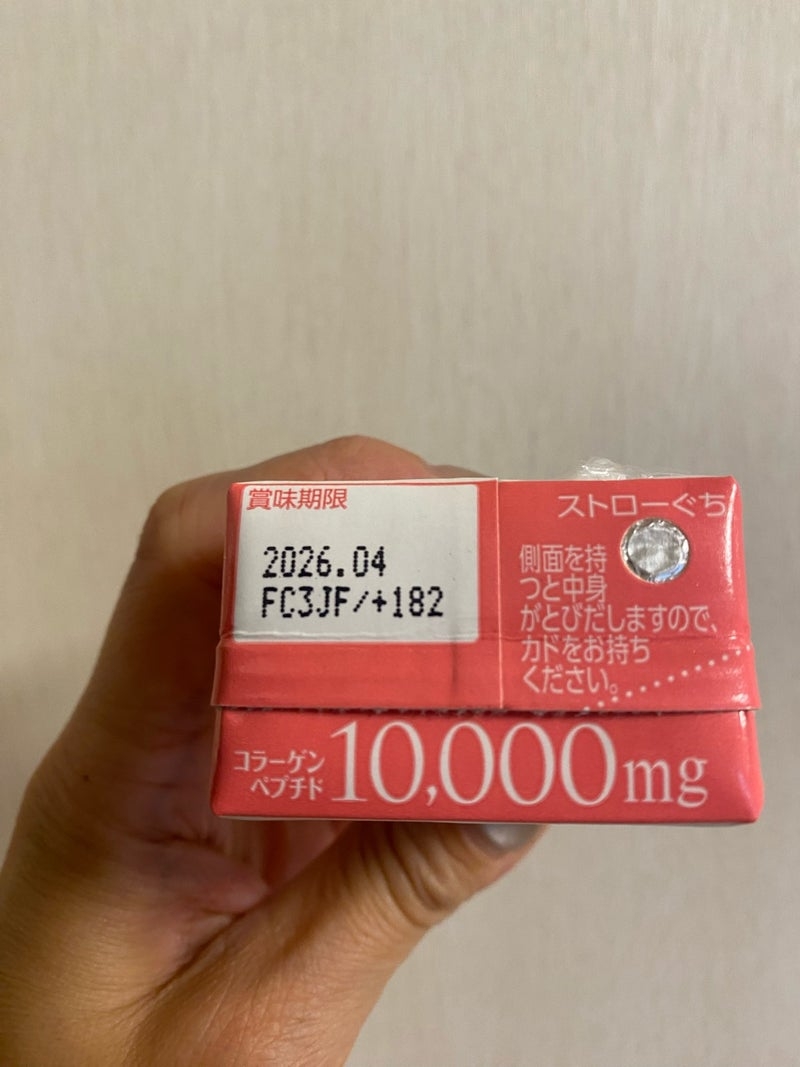 賞味期限
2026.04
FC3JF/+182
ストローぐち
側面を持
つと中身
がとびだしますので、
カドをお持ち
ください。
コラーゲン
ペプチド
10,000mg